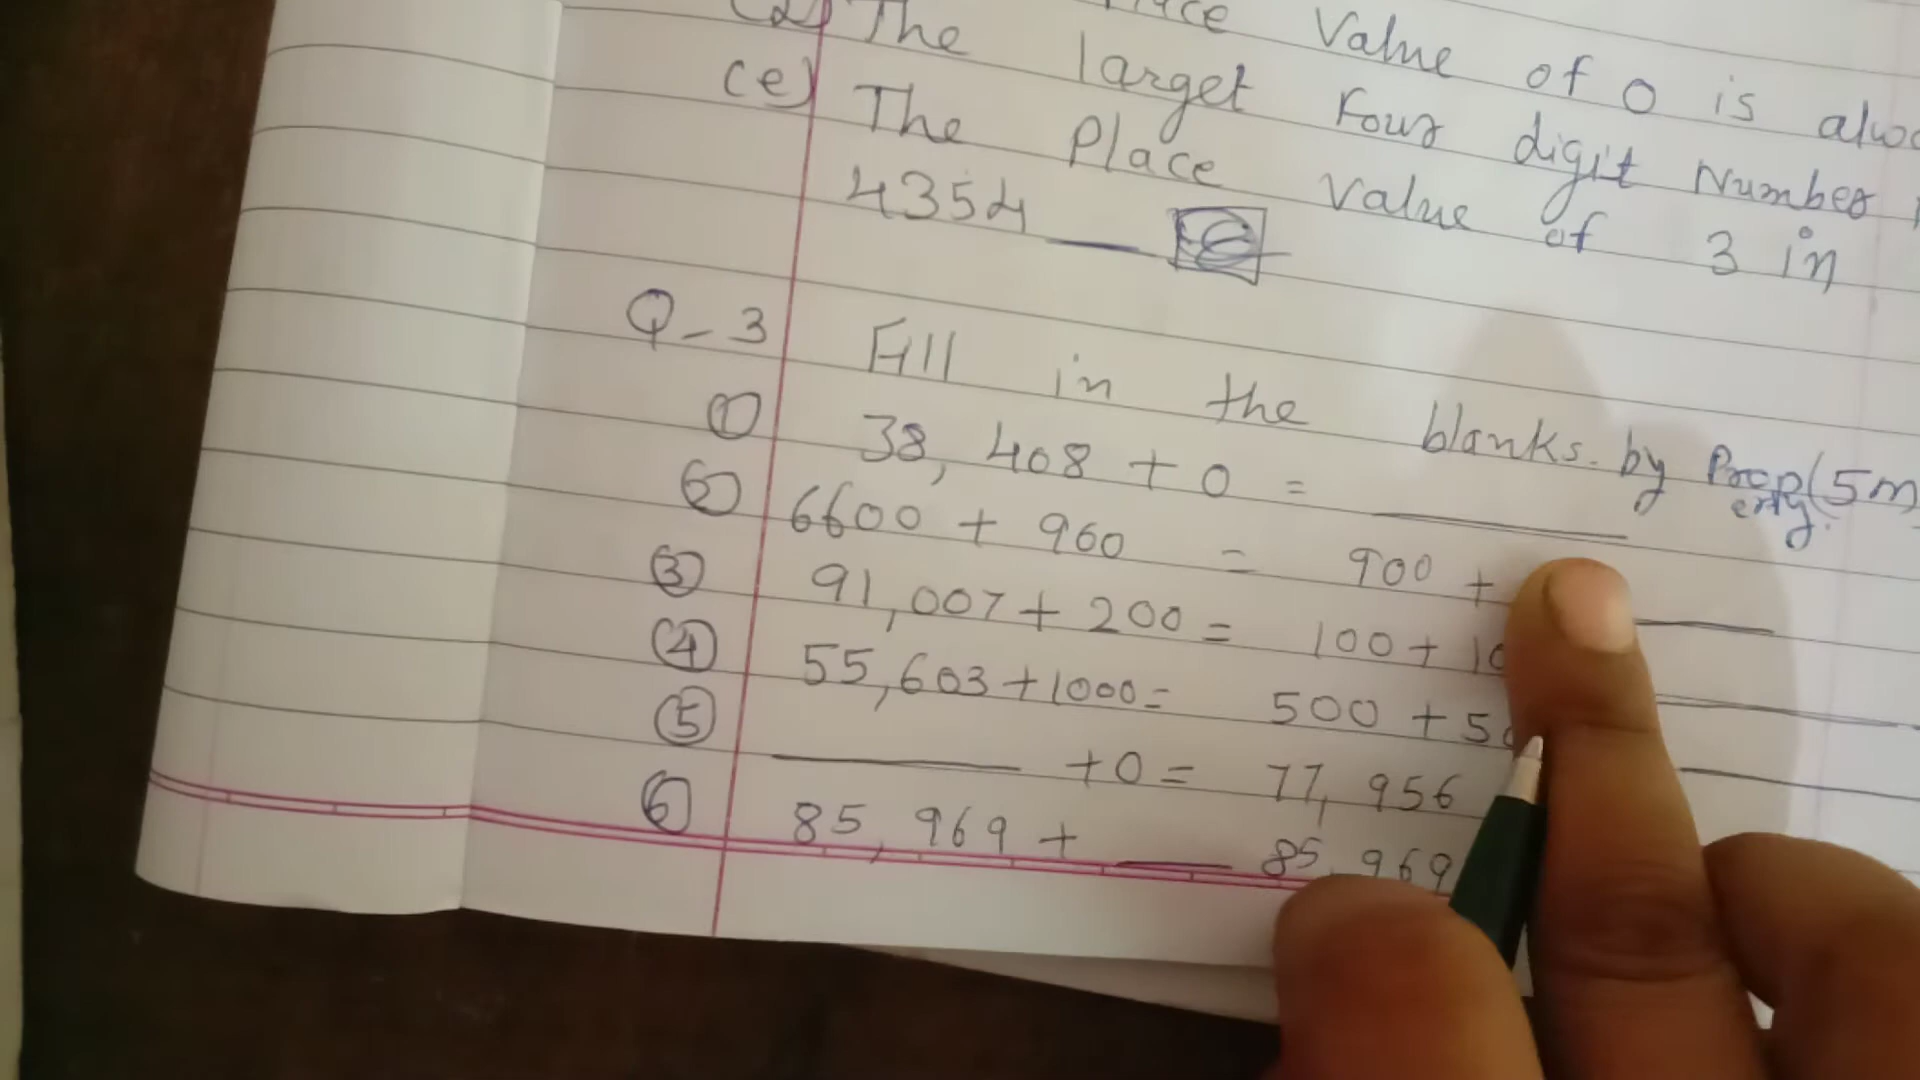 Value of 0 is
(d) The larget Four digit Number
(e) The Place Value of 3 in
4354
Q-3 Fill in the blanks. by Property. (5m)
① 38,408 + 0 =
② 6600 + 960 = 900 +
③ 91,007 + 200 = 100 + 10
④ 55,603 + 1000 = 500 + 50
⑤ + 0 = 77,956
⑥ 85,969 + 85,969